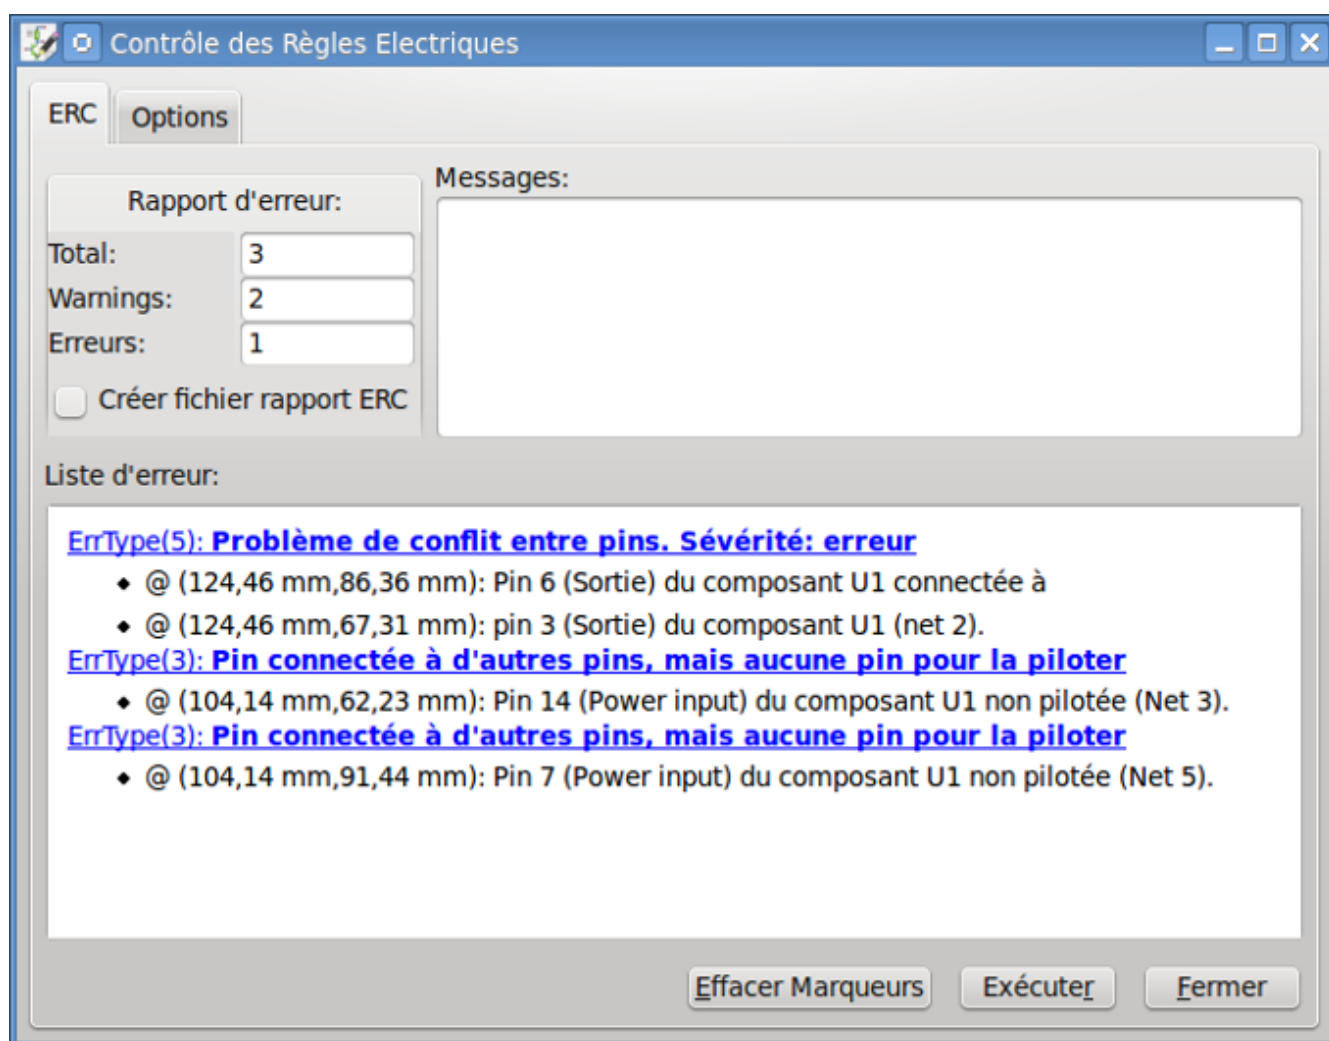 Contrôle des Règles Electriques
ERC Options
Rapport d'erreur:
Messages:
Total: 3
Warnings: 2
Erreurs: 1
Créer fichier rapport ERC
Liste d'erreur:
ErrType(5): Problème de conflit entre pins. Sévérité: erreur
@ (124,46 mm,86,36 mm): Pin 6 (Sortie) du composant U1 connectée à
@ (124,46 mm,67,31 mm): pin 3 (Sortie) du composant U1 (net 2).
ErrType(3): Pin connectée à d'autres pins, mais aucune pin pour la piloter
@ (104,14 mm,62,23 mm): Pin 14 (Power input) du composant U1 non pilotée (Net 3).
ErrType(3): Pin connectée à d'autres pins, mais aucune pin pour la piloter
@ (104,14 mm,91,44 mm): Pin 7 (Power input) du composant U1 non pilotée (Net 5).
Effacer Marqueurs Exécuter Fermer